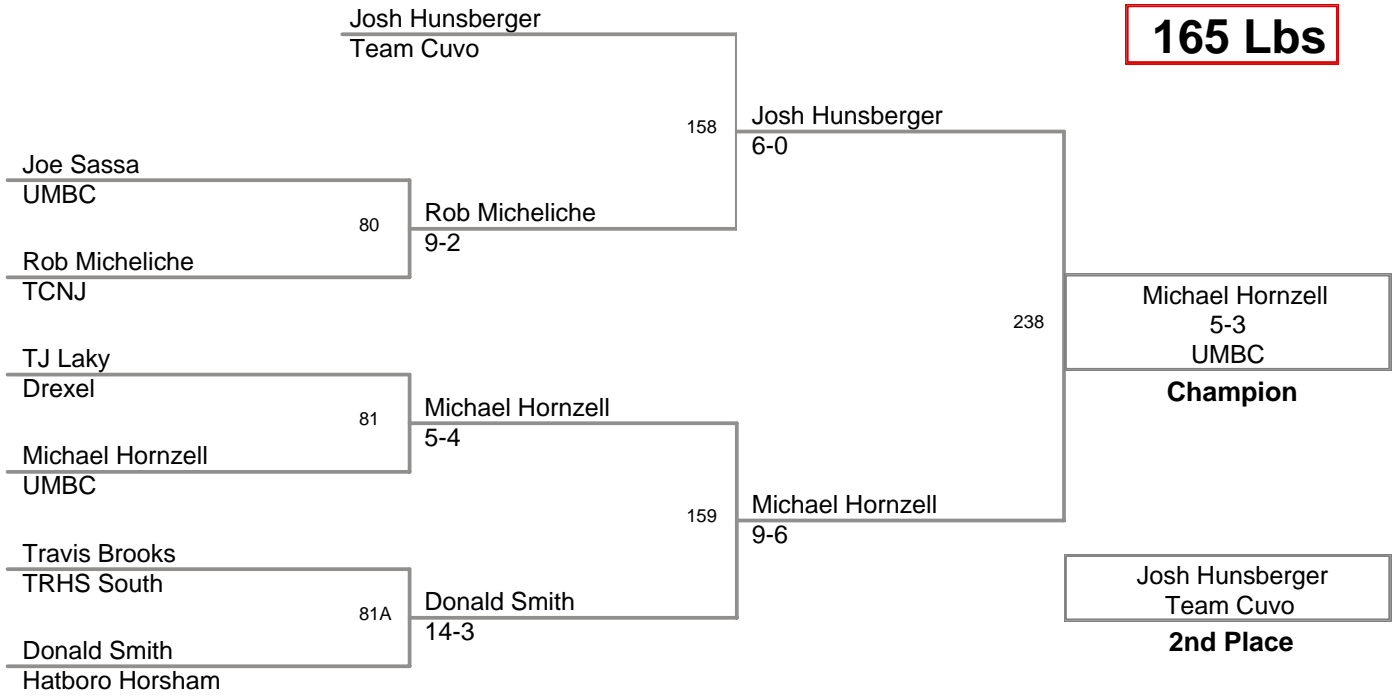 Josh Hunsberger
Team Cuvo
165 Lbs
158
Josh Hunsberger
6-0
Joe Sassa
UMBC
80
Rob Micheliche
9-2
Rob Micheliche
TCNJ
238
Michael Hornzell
5-3
UMBC
Champion
TJ Laky
Drexel
81
Michael Hornzell
5-4
Michael Hornzell
UMBC
159
Michael Hornzell
9-6
Travis Brooks
TRHS South
81A
Donald Smith
14-3
Donald Smith
Hatboro Horsham
Josh Hunsberger
Team Cuvo
2nd Place